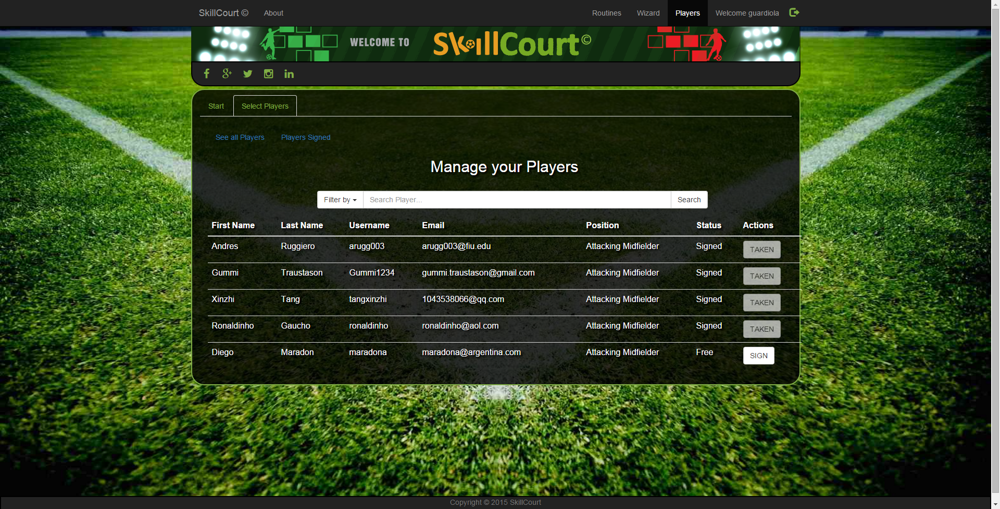 SkillCourt © About Routines Wizard Players Welcome guardiola
WELCOME TO SkillCourt©
Start Select Players
See all Players Players Signed
Manage your Players
Filter by Search Player... Search
First Name Last Name Username Email Position Status Actions
Andres Ruggiero arugg003 arugg003@fiu.edu Attacking Midfielder Signed TAKEN
Gummi Traustason Gummi1234 gummi.traustason@gmail.com Attacking Midfielder Signed TAKEN
Xinzhi Tang tangxinzhi 1043538066@qq.com Attacking Midfielder Signed TAKEN
Ronaldinho Gaucho ronaldinho ronaldinho@aol.com Attacking Midfielder Signed TAKEN
Diego Maradon maradona maradona@argentina.com Attacking Midfielder Free SIGN
Copyright © 2015 SkillCourt